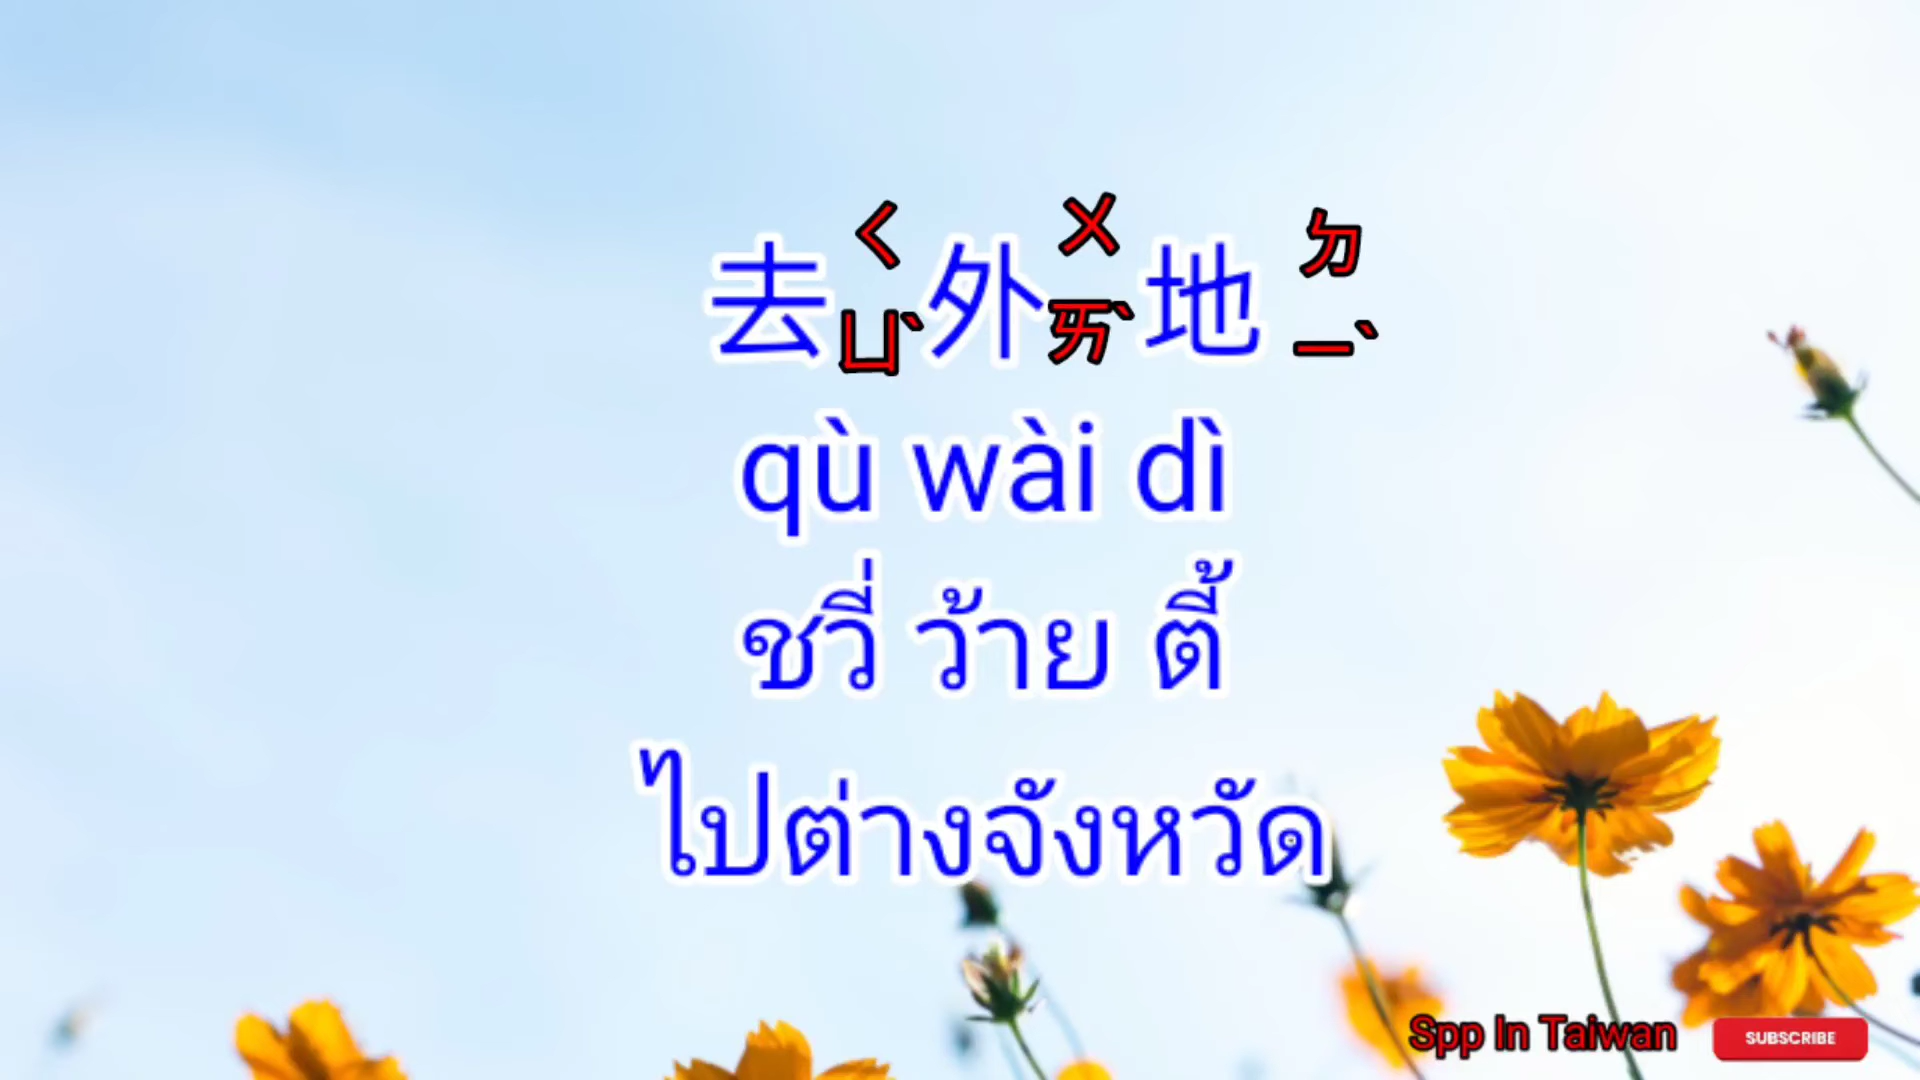 去ㄑㄩˋ外ㄨㄞˋ地ㄉㄧˋ
qù wài dì
ชวี่ ว้าย ตี้
ไปต่างจังหวัด
Spp In Taiwan
SUBSCRIBE